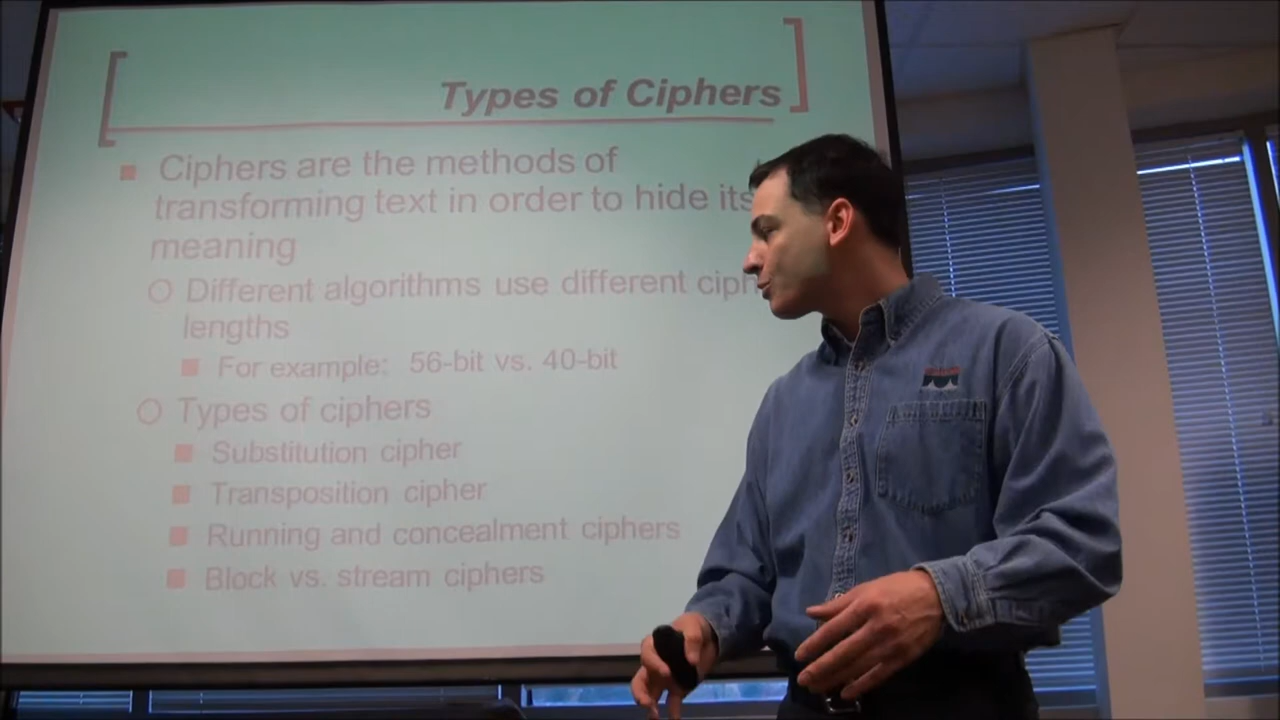 Types of Ciphers
Ciphers are the methods of
transforming text in order to hide its
meaning
Different algorithms use different ciph
lengths
For example: 56-bit vs. 40-bit
Types of ciphers
Substitution cipher
Transposition cipher
Running and concealment ciphers
Block vs. stream ciphers